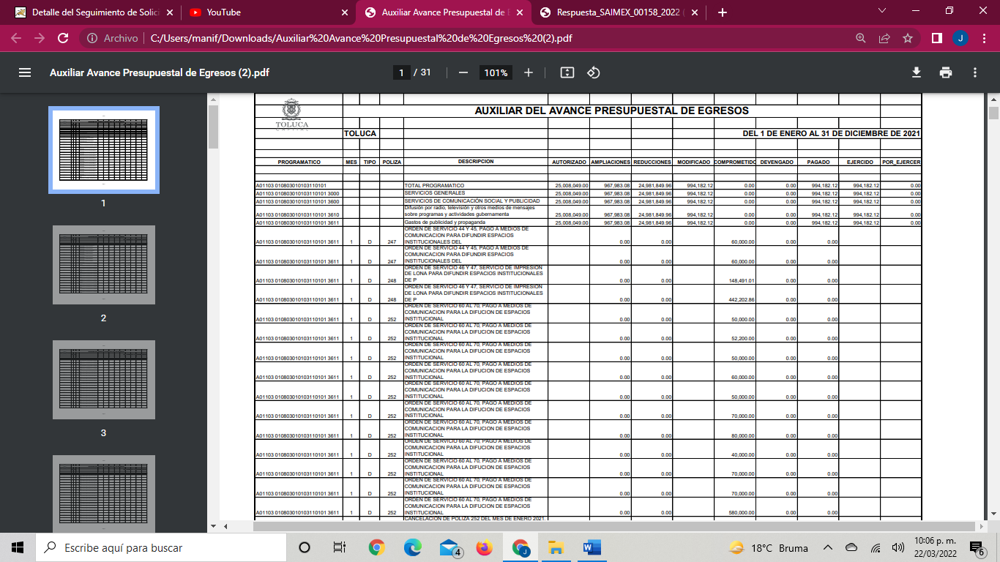 Detalle del Seguimiento de Solici
YouTube
Auxiliar Avance Presupuestal de E
Respuesta_SAIMEX_00158_2022 (
Archivo C:/Users/manif/Downloads/Auxiliar%20Avance%20Presupuestal%20de%20Egresos%20(2).pdf
J
Auxiliar Avance Presupuestal de Egresos (2).pdf
1 / 31
101%
1
2
3
TOLUCA
AUXILIAR DEL AVANCE PRESUPUESTAL DE EGRESOS
TOLUCA DEL 1 DE ENERO AL 31 DE DICIEMBRE DE 2021
PROGRAMATICO MES TIPO POLIZA DESCRIPCION AUTORIZADO AMPLIACIONES REDUCCIONES MODIFICADO COMPROMETIDO DEVENGADO PAGADO EJERCIDO POR_EJERCER
A01103 010803010103110101 TOTAL PROGRAMATICO 25,008,049.00 967,983.08 24,981,849.96 994,182.12 0.00 0.00 994,182.12 994,182.12 0.00
A01103 010803010103110101 3000 SERVICIOS GENERALES 25,008,049.00 967,983.08 24,981,849.96 994,182.12 0.00 0.00 994,182.12 994,182.12 0.00
A01103 010803010103110101 3600 SERVICIOS DE COMUNICACIÓN SOCIAL Y PUBLICIDAD 25,008,049.00 967,983.08 24,981,849.96 994,182.12 0.00 0.00 994,182.12 994,182.12 0.00
Difusión por radio, televisión y otros medios de mensajes
sobre programas y actividades gubernamenta
A01103 010803010103110101 3610 25,008,049.00 967,983.08 24,981,849.96 994,182.12 0.00 0.00 994,182.12 994,182.12 0.00
A01103 010803010103110101 3611 Gastos de publicidad y propaganda 25,008,049.00 967,983.08 24,981,849.96 994,182.12 0.00 0.00 994,182.12 994,182.12 0.00
ORDEN DE SERVICIO 44 Y 45, PAGO A MEDIOS DE
COMUNICACION PARA DIFUNDIR ESPACIOS
INSTITUCIONALES DEL
A01103 010803010103110101 3611 1 D 247 0.00 0.00 60,000.00 0.00 0.00
ORDEN DE SERVICIO 44 Y 45, PAGO A MEDIOS DE
COMUNICACION PARA DIFUNDIR ESPACIOS
INSTITUCIONALES DEL
A01103 010803010103110101 3611 1 D 247 0.00 0.00 60,000.00 0.00 0.00
ORDEN DE SERVICIO 46 Y 47, SERVICIO DE IMPRESION
DE LONA PARA DIFUNDIR ESPACIOS INSTITUCIONALES
DE P
A01103 010803010103110101 3611 1 D 248 0.00 0.00 148,491.01 0.00 0.00
ORDEN DE SERVICIO 46 Y 47, SERVICIO DE IMPRESION
DE LONA PARA DIFUNDIR ESPACIOS INSTITUCIONALES
DE P
A01103 010803010103110101 3611 1 D 248 0.00 0.00 442,202.86 0.00 0.00
ORDEN DE SERVICIO 60 AL 70, PAGO A MEDIOS DE
COMUNICACION PARA LA DIFUCION DE ESPACIOS
INSTITUCIONAL
A01103 010803010103110101 3611 1 D 252 0.00 0.00 50,000.00 0.00 0.00
ORDEN DE SERVICIO 60 AL 70, PAGO A MEDIOS DE
COMUNICACION PARA LA DIFUCION DE ESPACIOS
INSTITUCIONAL
A01103 010803010103110101 3611 1 D 252 0.00 0.00 52,200.00 0.00 0.00
ORDEN DE SERVICIO 60 AL 70, PAGO A MEDIOS DE
COMUNICACION PARA LA DIFUCION DE ESPACIOS
INSTITUCIONAL
A01103 010803010103110101 3611 1 D 252 0.00 0.00 50,000.00 0.00 0.00
ORDEN DE SERVICIO 60 AL 70, PAGO A MEDIOS DE
COMUNICACION PARA LA DIFUCION DE ESPACIOS
INSTITUCIONAL
A01103 010803010103110101 3611 1 D 252 0.00 0.00 60,000.00 0.00 0.00
ORDEN DE SERVICIO 60 AL 70, PAGO A MEDIOS DE
COMUNICACION PARA LA DIFUCION DE ESPACIOS
INSTITUCIONAL
A01103 010803010103110101 3611 1 D 252 0.00 0.00 50,000.00 0.00 0.00
ORDEN DE SERVICIO 60 AL 70, PAGO A MEDIOS DE
COMUNICACION PARA LA DIFUCION DE ESPACIOS
INSTITUCIONAL
A01103 010803010103110101 3611 1 D 252 0.00 0.00 70,000.00 0.00 0.00
ORDEN DE SERVICIO 60 AL 70, PAGO A MEDIOS DE
COMUNICACION PARA LA DIFUCION DE ESPACIOS
INSTITUCIONAL
A01103 010803010103110101 3611 1 D 252 0.00 0.00 80,000.00 0.00 0.00
ORDEN DE SERVICIO 60 AL 70, PAGO A MEDIOS DE
COMUNICACION PARA LA DIFUCION DE ESPACIOS
INSTITUCIONAL
A01103 010803010103110101 3611 1 D 252 0.00 0.00 40,000.00 0.00 0.00
ORDEN DE SERVICIO 60 AL 70, PAGO A MEDIOS DE
COMUNICACION PARA LA DIFUCION DE ESPACIOS
INSTITUCIONAL
A01103 010803010103110101 3611 1 D 252 0.00 0.00 70,000.00 0.00 0.00
ORDEN DE SERVICIO 60 AL 70, PAGO A MEDIOS DE
COMUNICACION PARA LA DIFUCION DE ESPACIOS
INSTITUCIONAL
A01103 010803010103110101 3611 1 D 252 0.00 0.00 70,000.00 0.00 0.00
ORDEN DE SERVICIO 60 AL 70, PAGO A MEDIOS DE
COMUNICACION PARA LA DIFUCION DE ESPACIOS
INSTITUCIONAL
A01103 010803010103110101 3611 1 D 252 0.00 0.00 580,000.00 0.00 0.00
CANCELACION DE POLIZA 252 DEL MES DE ENERO 2021,
Escribe aquí para buscar
4
J
18°C Bruma
10:06 p. m.
22/03/2022
6